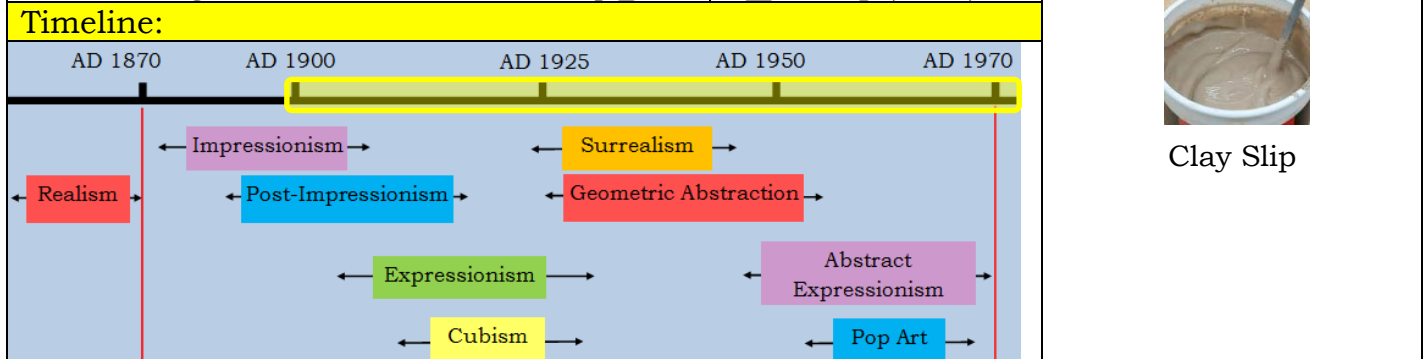 Timeline:
AD 1870 AD 1900 AD 1925 AD 1950 AD 1970
Impressionism Surrealism
Realism Post-Impressionism Geometric Abstraction
Expressionism Abstract
Expressionism
Cubism Pop Art
Clay Slip